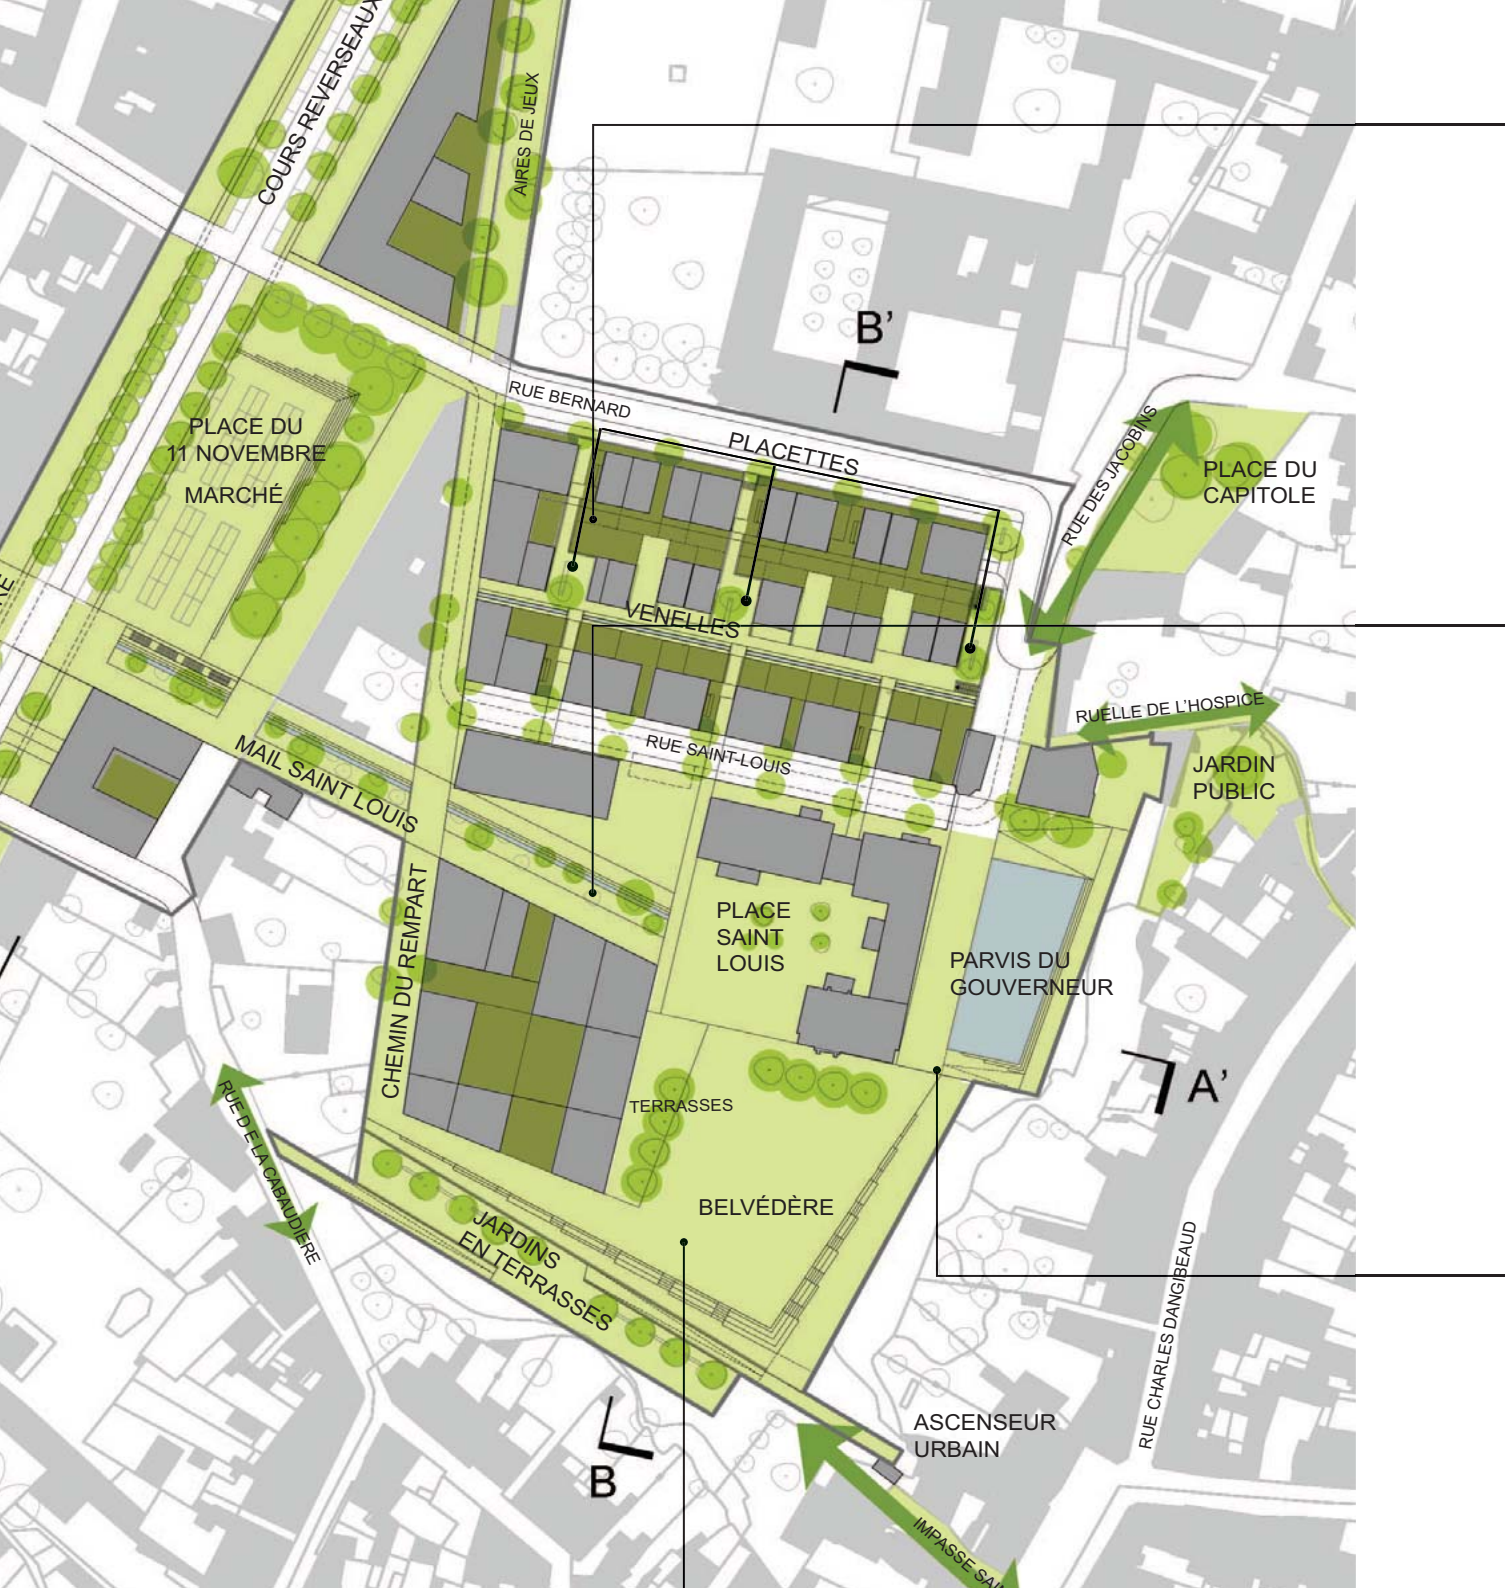 COURS REVERSEAUX
AIRES DE JEUX
B’
RUE BERNARD
PLACETTES
PLACE DU
11 NOVEMBRE
MARCHÉ
RUE DES JACOBINS
PLACE DU
CAPITOLE
VENELLES
RUELLE DE L’HOSPICE
MAIL SAINT LOUIS
RUE SAINT-LOUIS
JARDIN
PUBLIC
CHEMIN DU REMPART
PLACE
SAINT
LOUIS
PARVIS DU
GOUVERNEUR
A’
RUE D E LA CABAUDIÈRE
TERRASSES
BELVÉDÈRE
JARDINS
EN TERRASSES
RUE CHARLES DANGIBEAUD
ASCENSEUR
URBAIN
B
IMPASSE